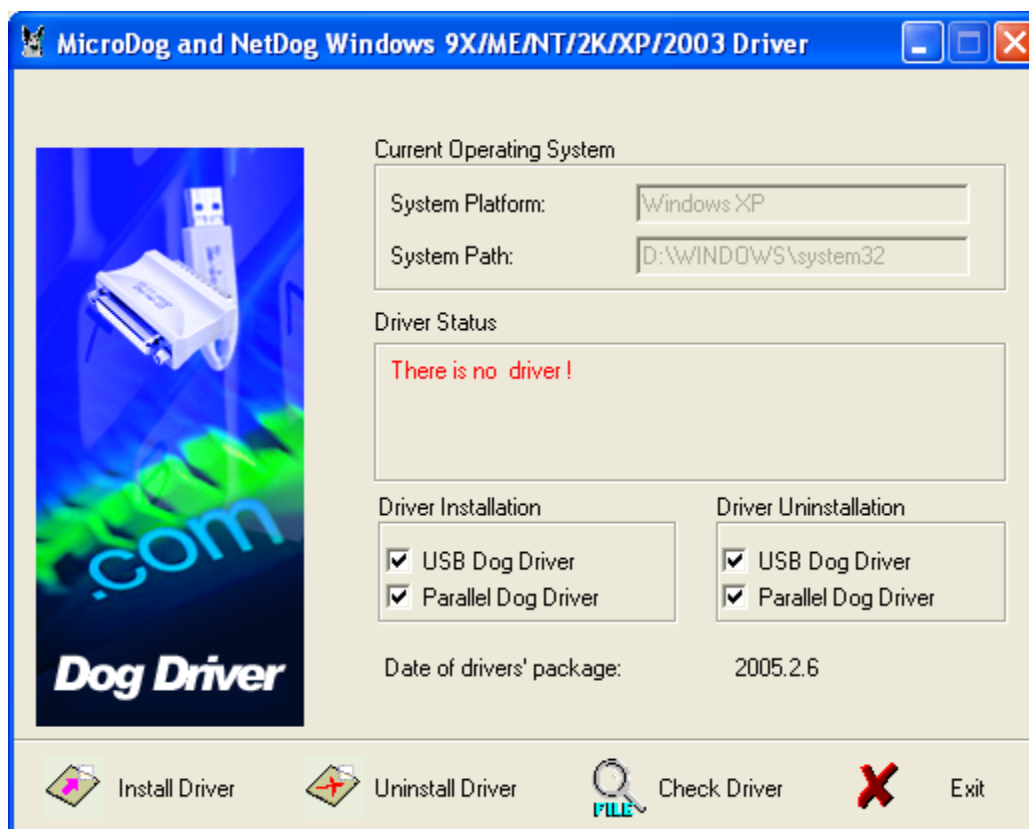 MicroDog and NetDog Windows 9X/ME/NT/2K/XP/2003 Driver
Current Operating System
System Platform: Windows XP
System Path: D:\WINDOWS\system32
Driver Status
There is no driver !
Driver Installation
USB Dog Driver
Parallel Dog Driver
Driver Uninstallation
USB Dog Driver
Parallel Dog Driver
Date of drivers' package: 2005.2.6
.com
Dog Driver
Install Driver
Uninstall Driver
FILE
Check Driver
Exit